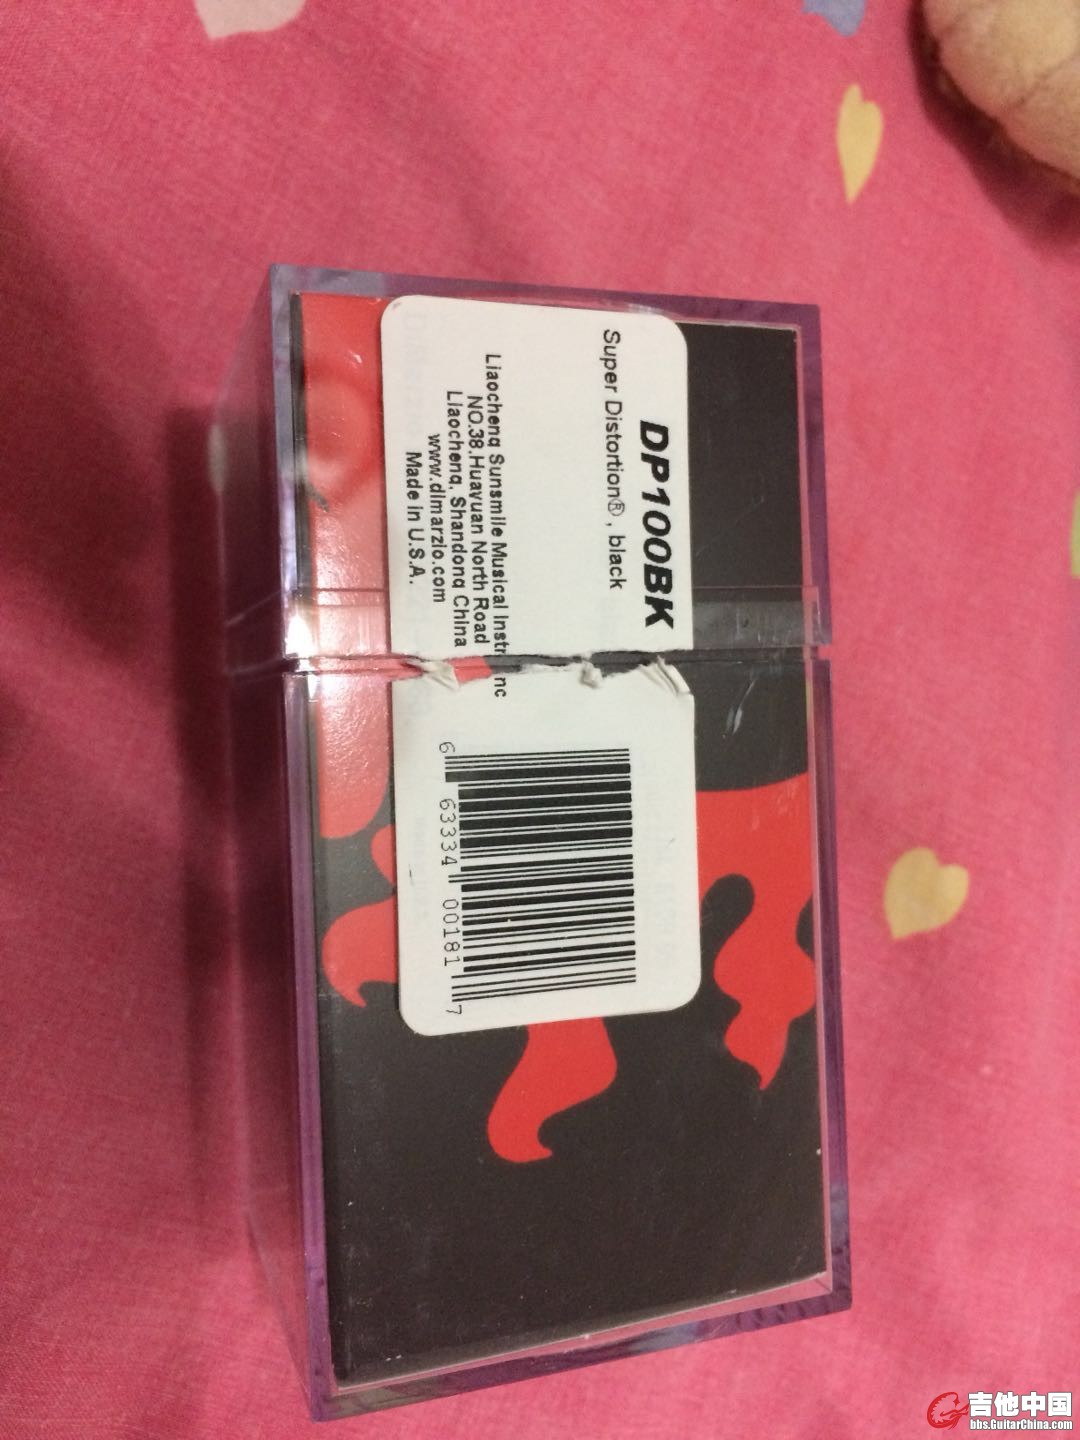 DP100BK
Super Distortion®, black
Liaocheng Sunsmile Musical Instr nc
NO.38,Huayuan North Road
Liaocheng, Shandong China
www.dimarzio.com
Made in U.S.A.
6 63334 00181 7
吉他中国
bbs.GuitarChina.com